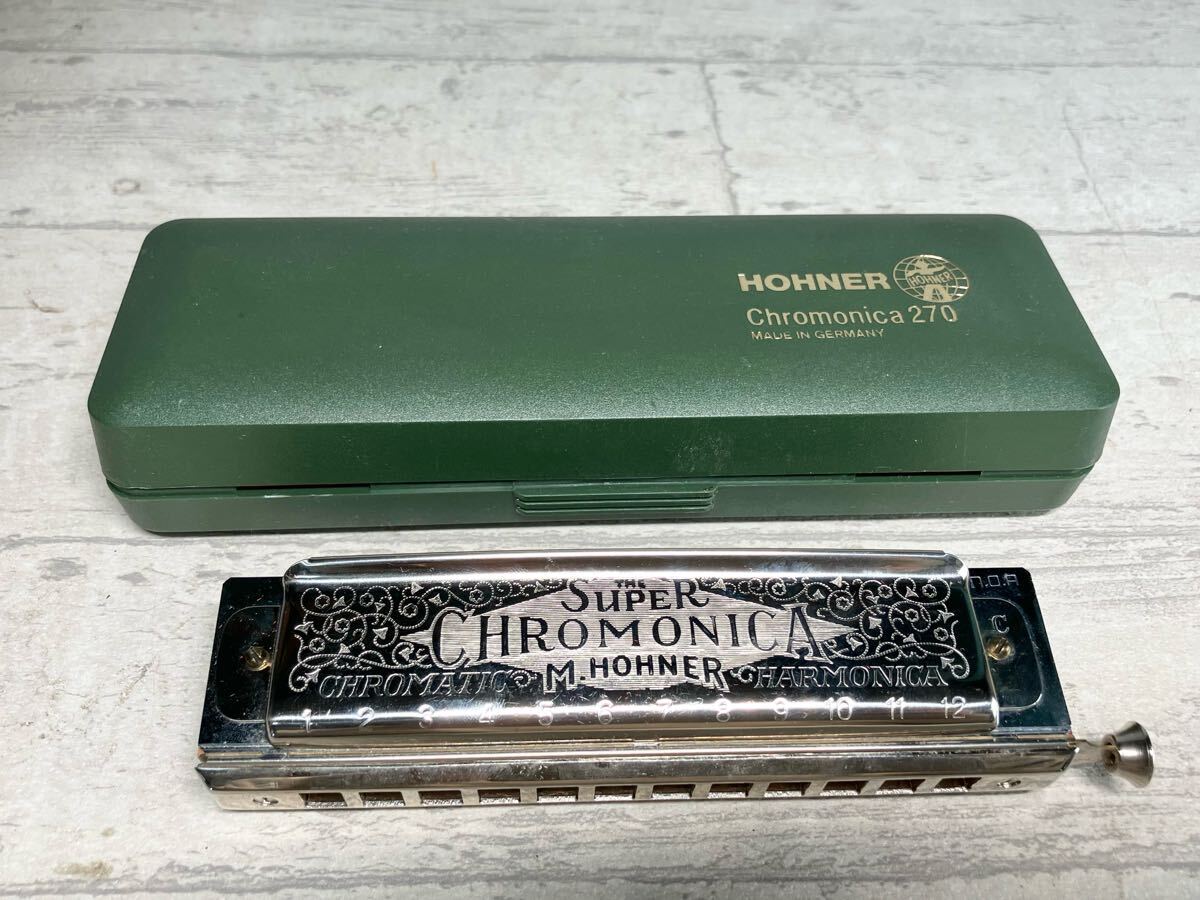 HOHNER HOHNER
Chromonica 270
MADE IN GERMANY
THE
SUPER
CHROMONICA
M. HOHNER
CHROMATIC HARMONICA
1 2 3 4 5 6 7 8 9 10 11 12
C